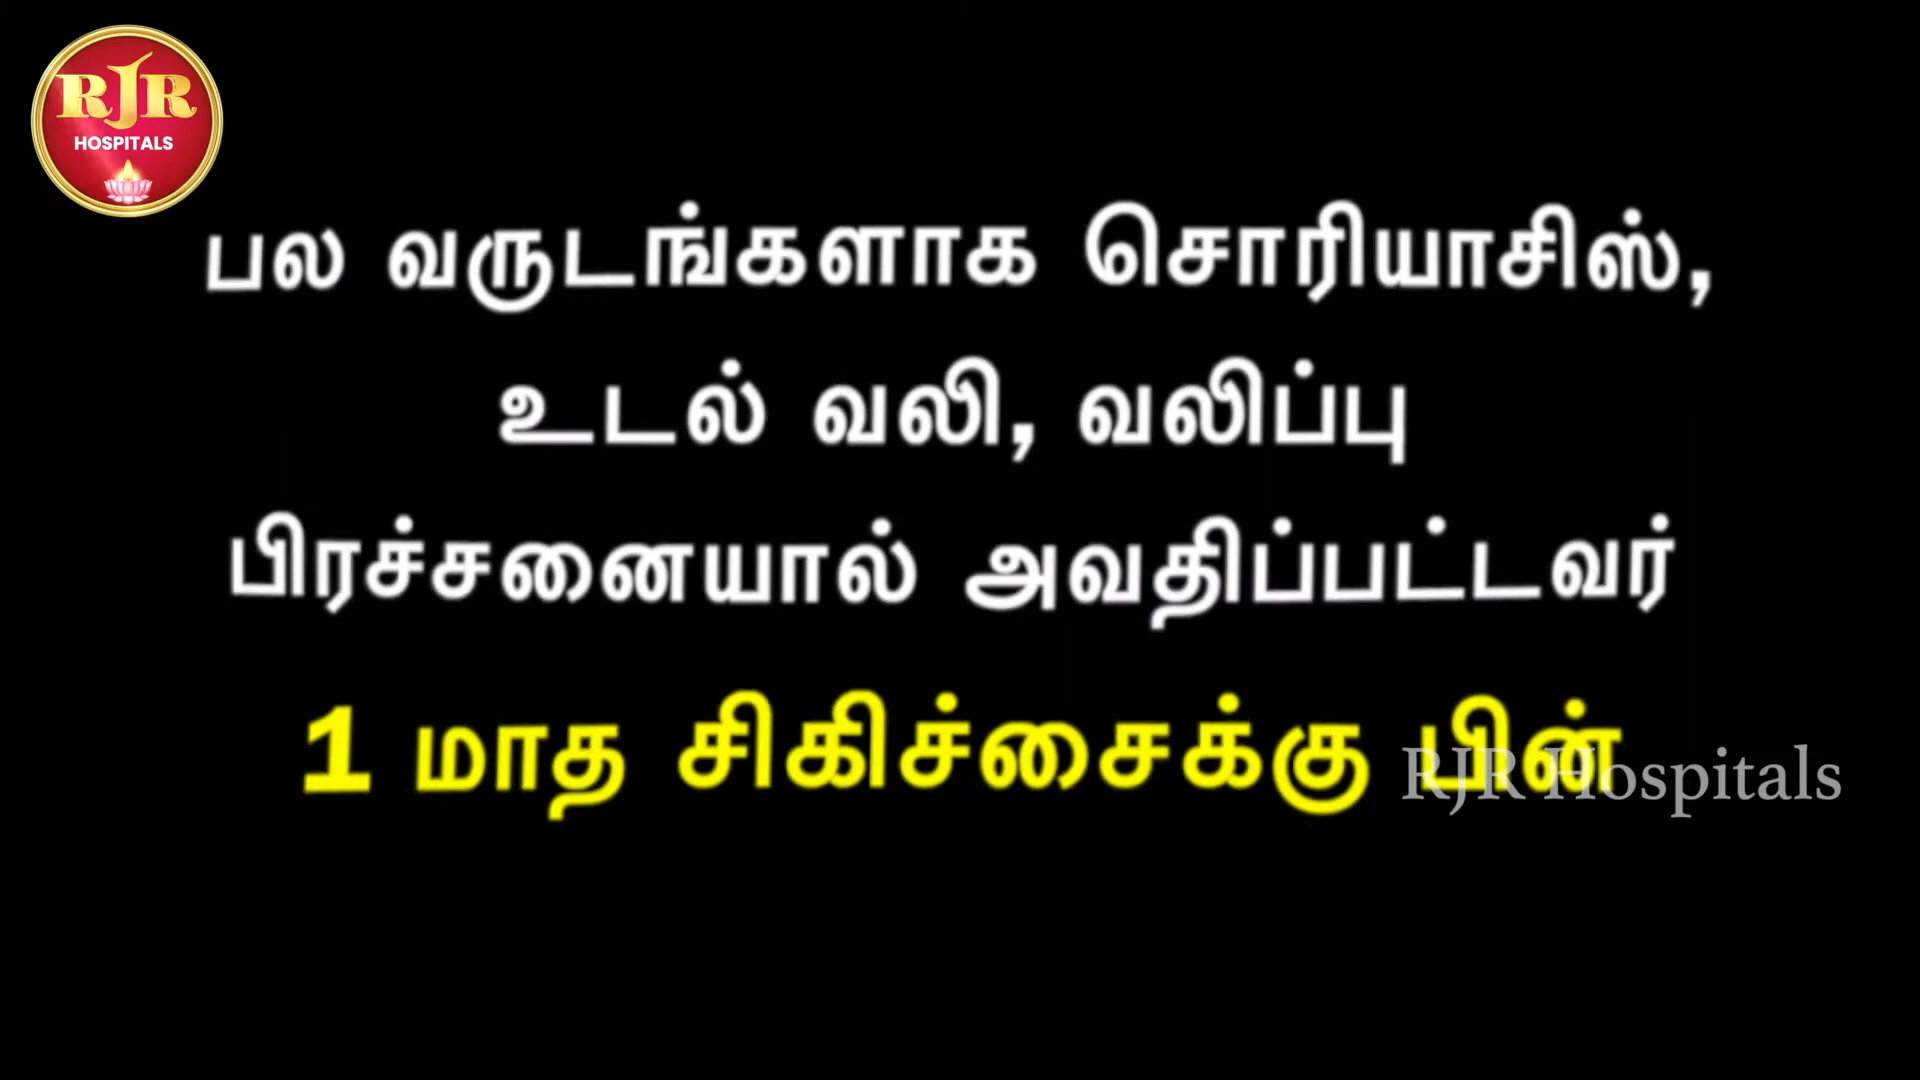 RJR
HOSPITALS
பல வருடங்களாக சொரியாசிஸ்,
உடல் வலி, வலிப்பு
பிரச்சனையால் அவதிப்பட்டவர்
1 மாத சிகிச்சைக்கு பின்
RJR Hospitals